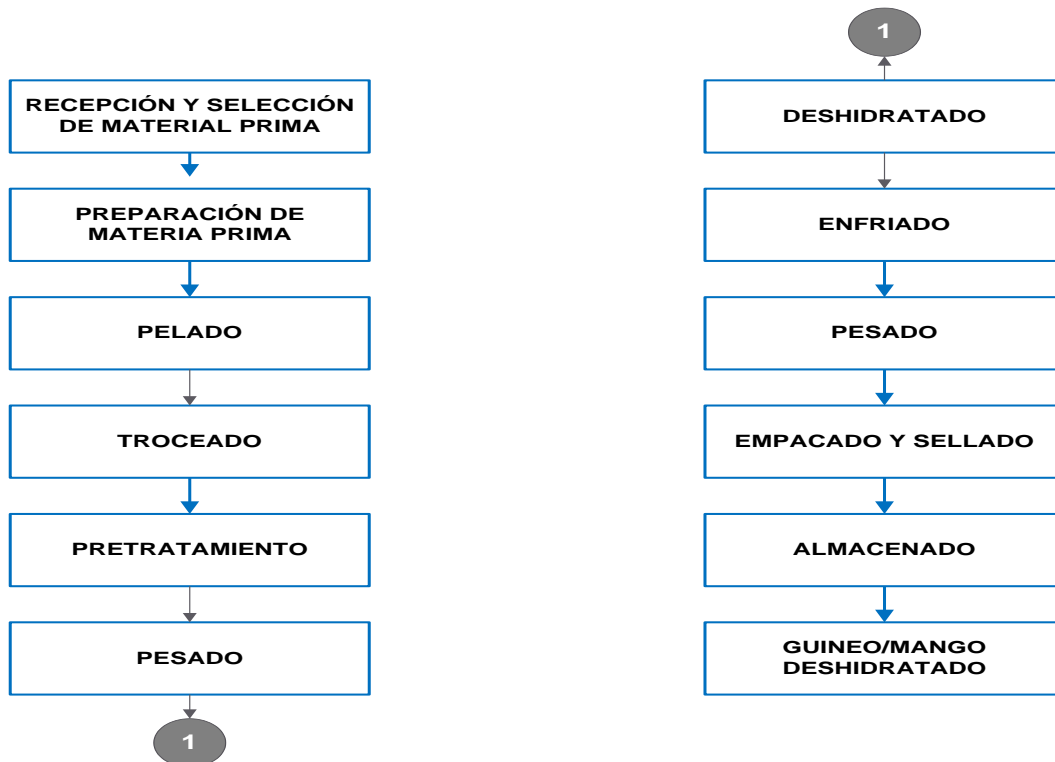 RECEPCIÓN Y SELECCIÓN
DE MATERIAL PRIMA
PREPARACIÓN DE
MATERIA PRIMA
PELADO
TROCEADO
PRETRATAMIENTO
PESADO
1
1
DESHIDRATADO
ENFRIADO
PESADO
EMPACADO Y SELLADO
ALMACENADO
GUINEO/MANGO
DESHIDRATADO